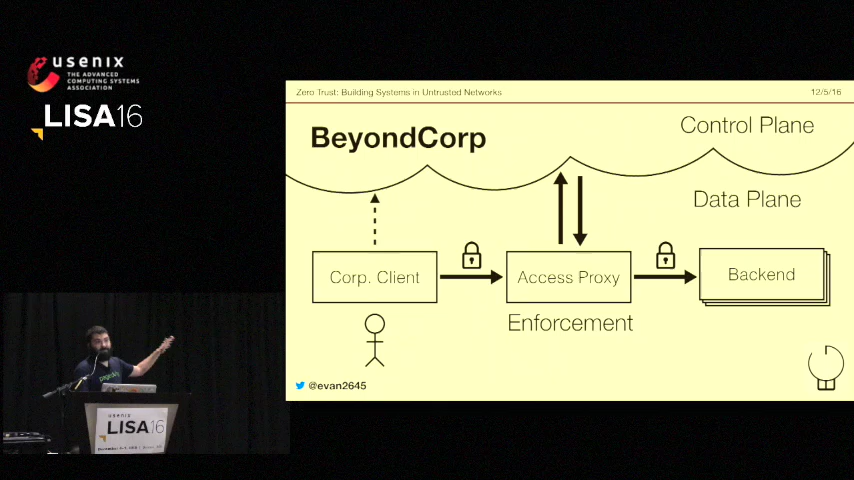 usenix
THE ADVANCED
COMPUTING SYSTEMS
ASSOCIATION
LISA16
Zero Trust: Building Systems in Untrusted Networks
12/5/16
BeyondCorp
Control Plane
Data Plane
Corp. Client
Access Proxy
Backend
Enforcement
@evan2645
pagerduty
usenix
LISA16